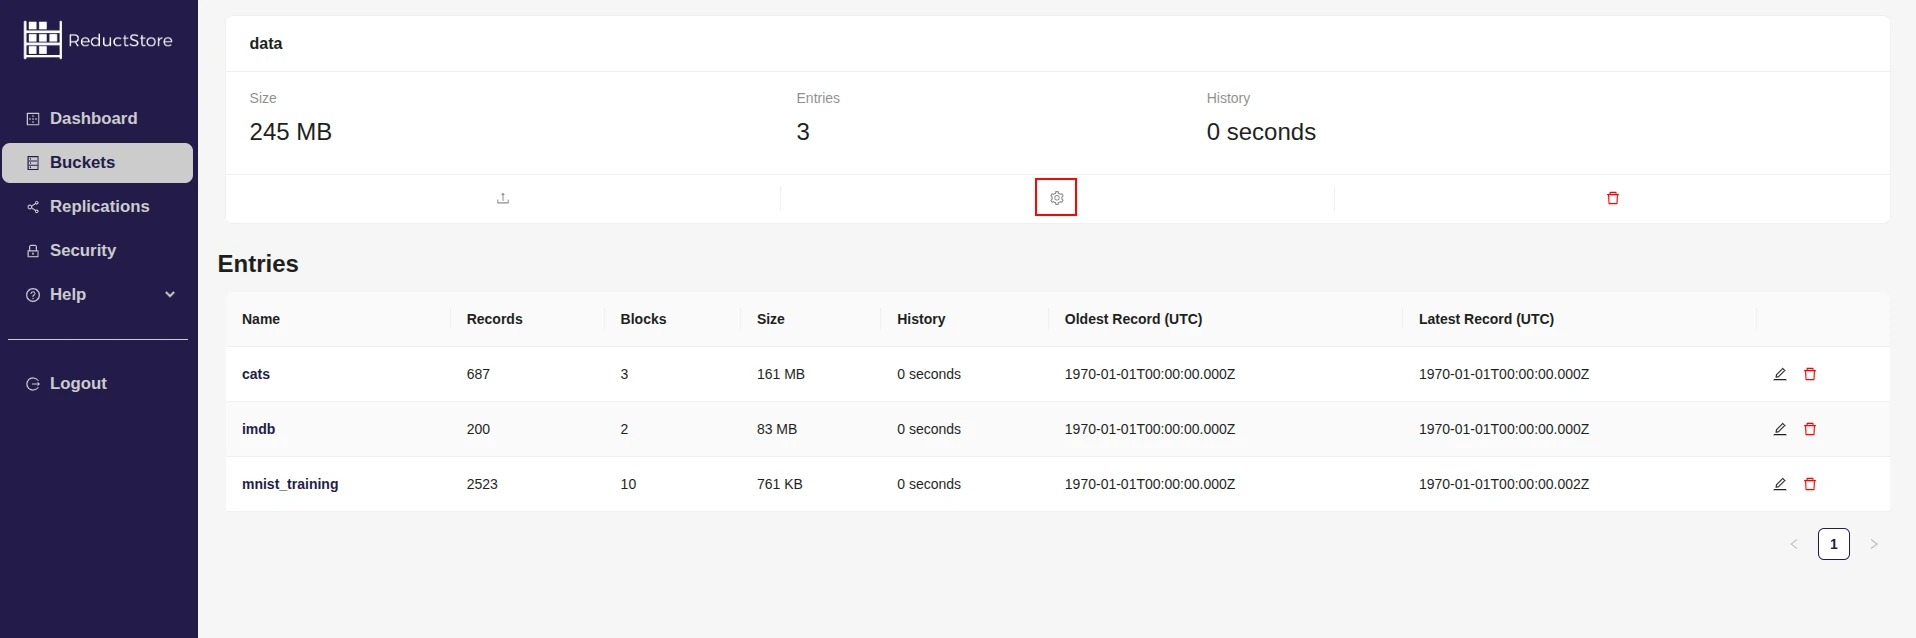 ReductStore
Dashboard
Buckets
Replications
Security
Help
Logout
data
Size Entries History
245 MB 3 0 seconds
Entries
Name Records Blocks Size History Oldest Record (UTC) Latest Record (UTC)
cats 687 3 161 MB 0 seconds 1970-01-01T00:00:00.000Z 1970-01-01T00:00:00.000Z
imdb 200 2 83 MB 0 seconds 1970-01-01T00:00:00.000Z 1970-01-01T00:00:00.000Z
mnist_training 2523 10 761 KB 0 seconds 1970-01-01T00:00:00.000Z 1970-01-01T00:00:00.002Z
1